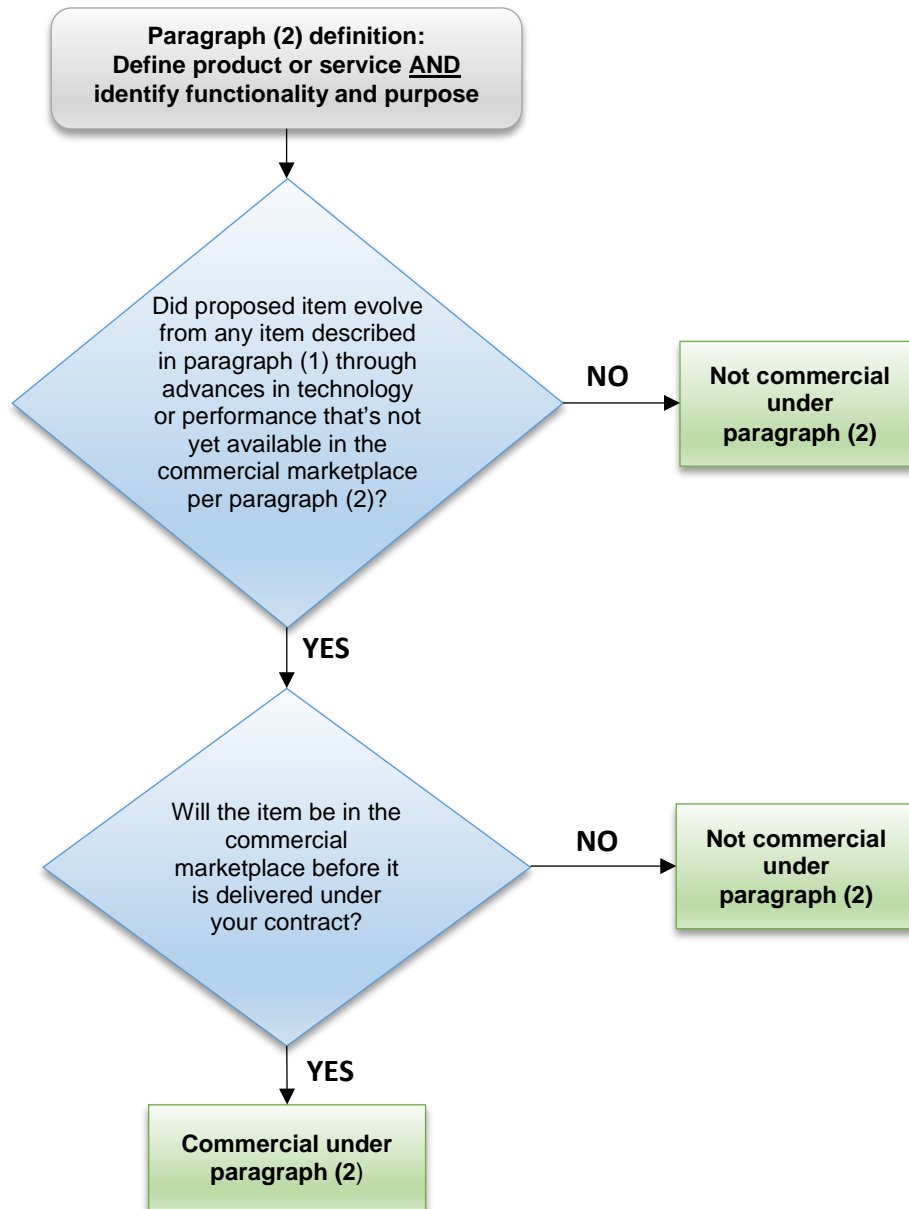 Paragraph (2) definition:
Define product or service AND
identify functionality and purpose
Did proposed item evolve
from any item described
in paragraph (1) through
advances in technology
or performance that's not
yet available in the
commercial marketplace
per paragraph (2)?
NO
Not commercial
under
paragraph (2)
YES
Will the item be in the
commercial
marketplace before it
is delivered under
your contract?
NO
Not commercial
under
paragraph (2)
YES
Commercial under
paragraph (2)